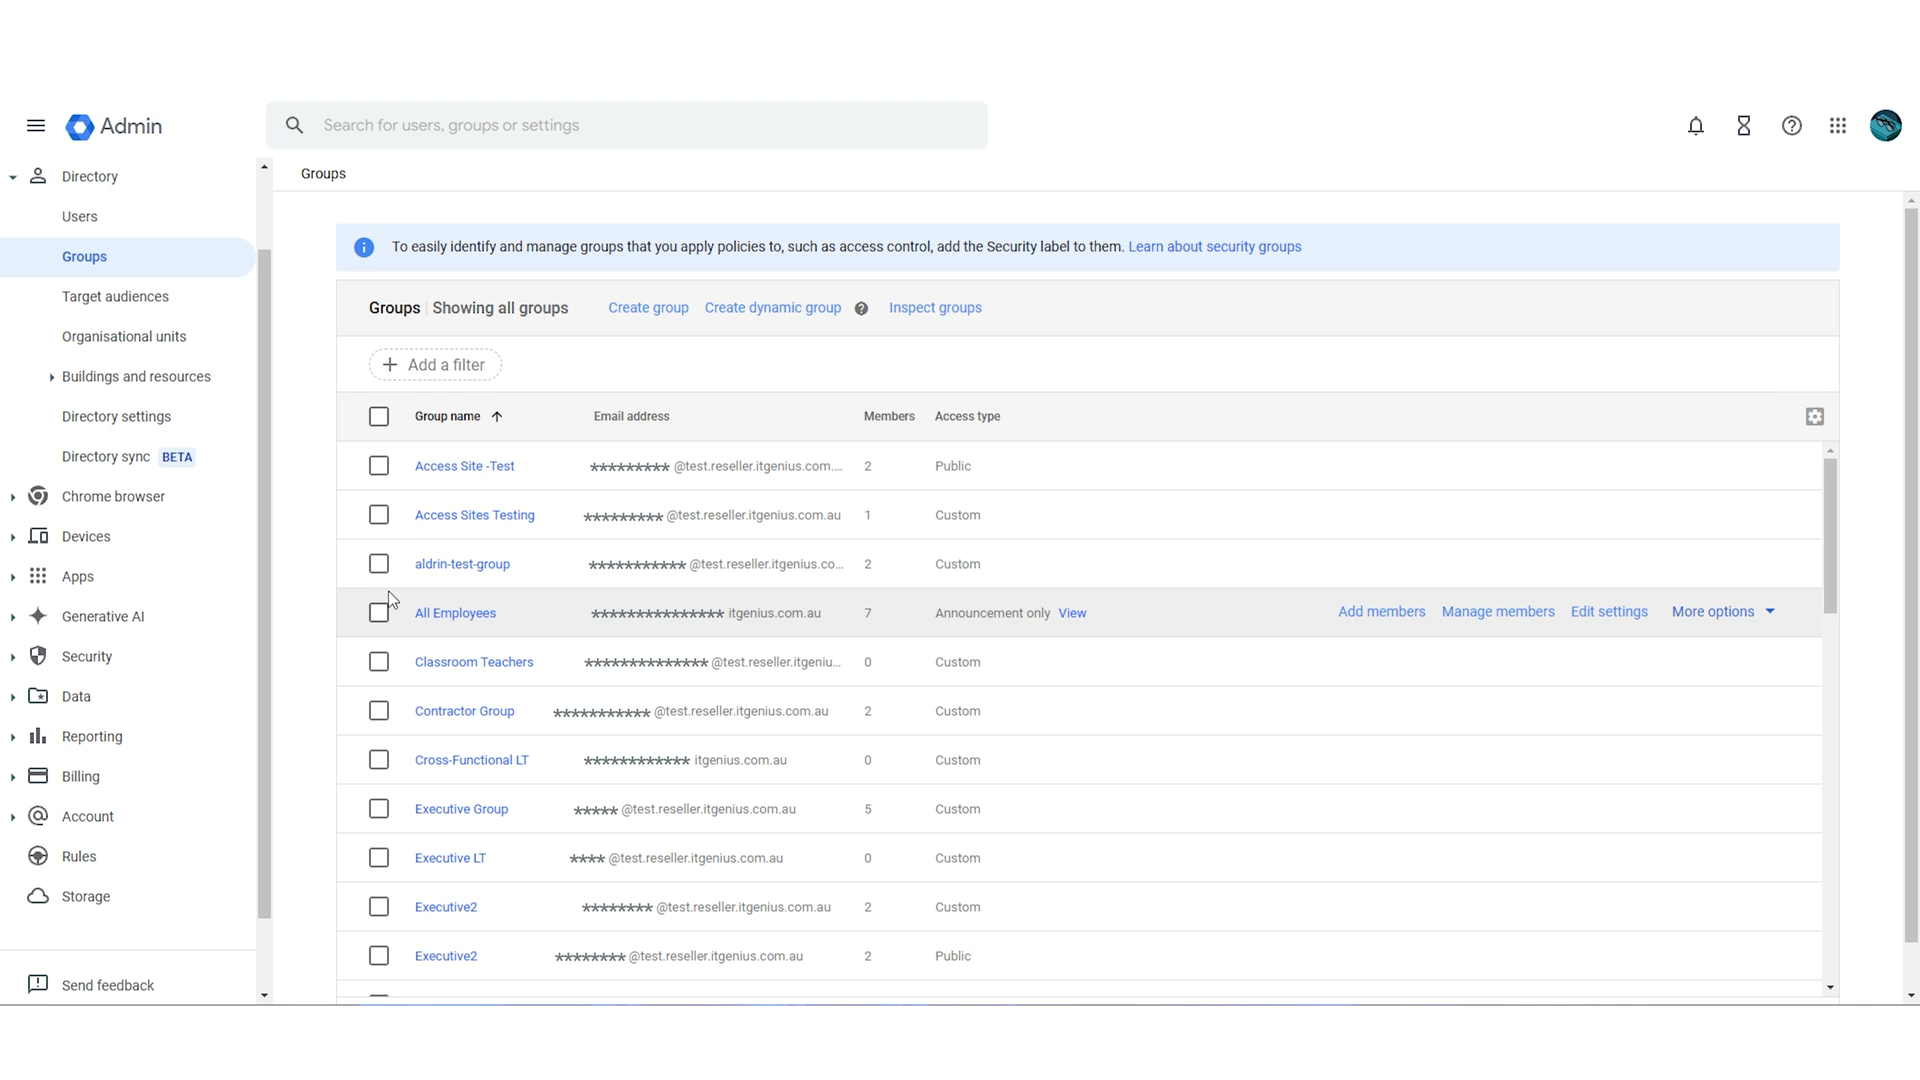 Admin
Search for users, groups or settings
Directory
Users
Groups
Target audiences
Organisational units
Buildings and resources
Directory settings
Directory sync BETA
Chrome browser
Devices
Apps
Generative AI
Security
Data
Reporting
Billing
Account
Rules
Storage
Send feedback
Groups
To easily identify and manage groups that you apply policies to, such as access control, add the Security label to them. Learn about security groups
Groups | Showing all groups Create group Create dynamic group Inspect groups
Add a filter
Group name Email address Members Access type
Access Site -Test ********* @test.reseller.itgenius.com.... 2 Public
Access Sites Testing ********* @test.reseller.itgenius.com.au 1 Custom
aldrin-test-group *********** @test.reseller.itgenius.co... 2 Custom
All Employees *************** itgenius.com.au 7 Announcement only View Add members Manage members Edit settings More options
Classroom Teachers ************** @test.reseller.itgeniu... 0 Custom
Contractor Group *********** @test.reseller.itgenius.com.au 2 Custom
Cross-Functional LT ************ itgenius.com.au 0 Custom
Executive Group ***** @test.reseller.itgenius.com.au 5 Custom
Executive LT **** @test.reseller.itgenius.com.au 0 Custom
Executive2 ******** @test.reseller.itgenius.com.au 2 Custom
Executive2 ******** @test.reseller.itgenius.com.au 2 Public